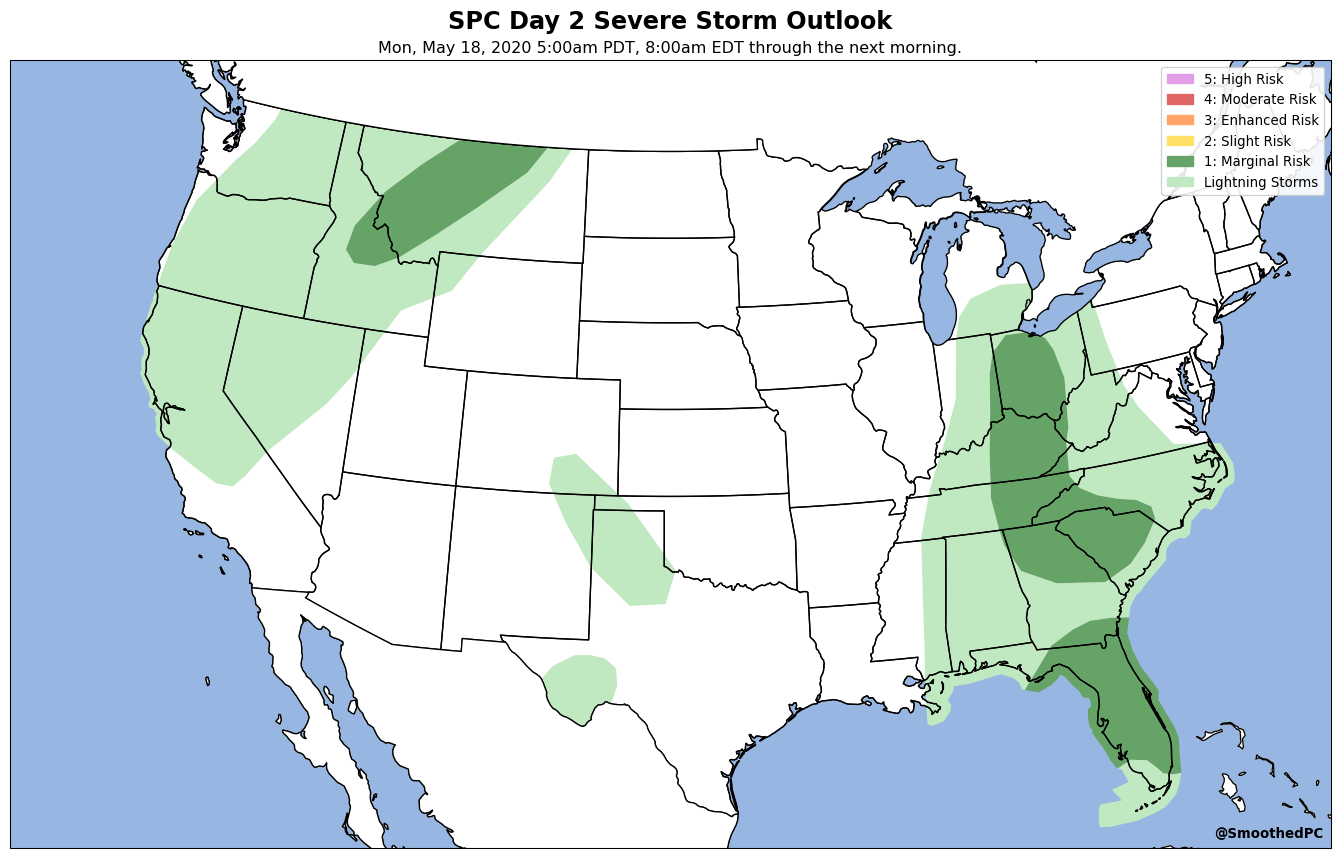 SPC Day 2 Severe Storm Outlook
Mon, May 18, 2020 5:00am PDT, 8:00am EDT through the next morning.
5: High Risk
4: Moderate Risk
3: Enhanced Risk
2: Slight Risk
1: Marginal Risk
Lightning Storms
@SmoothedPC